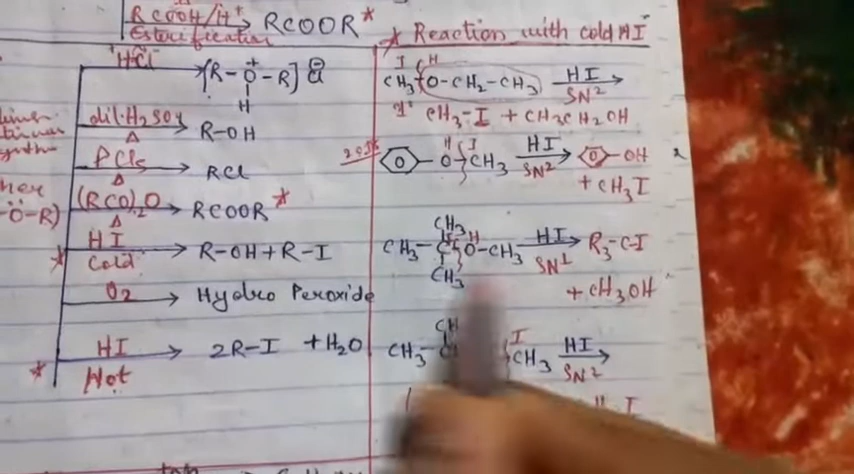 RCOOH/H⁺ → RCOOR*
Esterification
HCl → [R-O⁺-R] Cl⊖
H
dil·H₂SO₄ → R-OH
Δ
PCl₅ → RCl
Δ
(RCO)₂O → RCOOR*
Δ
-Ö-R)
* HI → R-OH + R-I
Cold
O₂ → Hydro Peroxide
HI → 2R-I + H₂O
* Hot
* Reaction with cold HI
I H
CH₃ O-CH₂-CH₃ HI →
SN²
CH₃-I + CH₃CH₂OH
H I
-O- CH₃ HI → -OH
SN²
+ CH₃I
CH₃
CH₃-C-O-CH₃ HI → R₃-C-I
H
SN¹
CH₃
+ CH₃OH
CH₃- CH₃ HI →
I
SN²